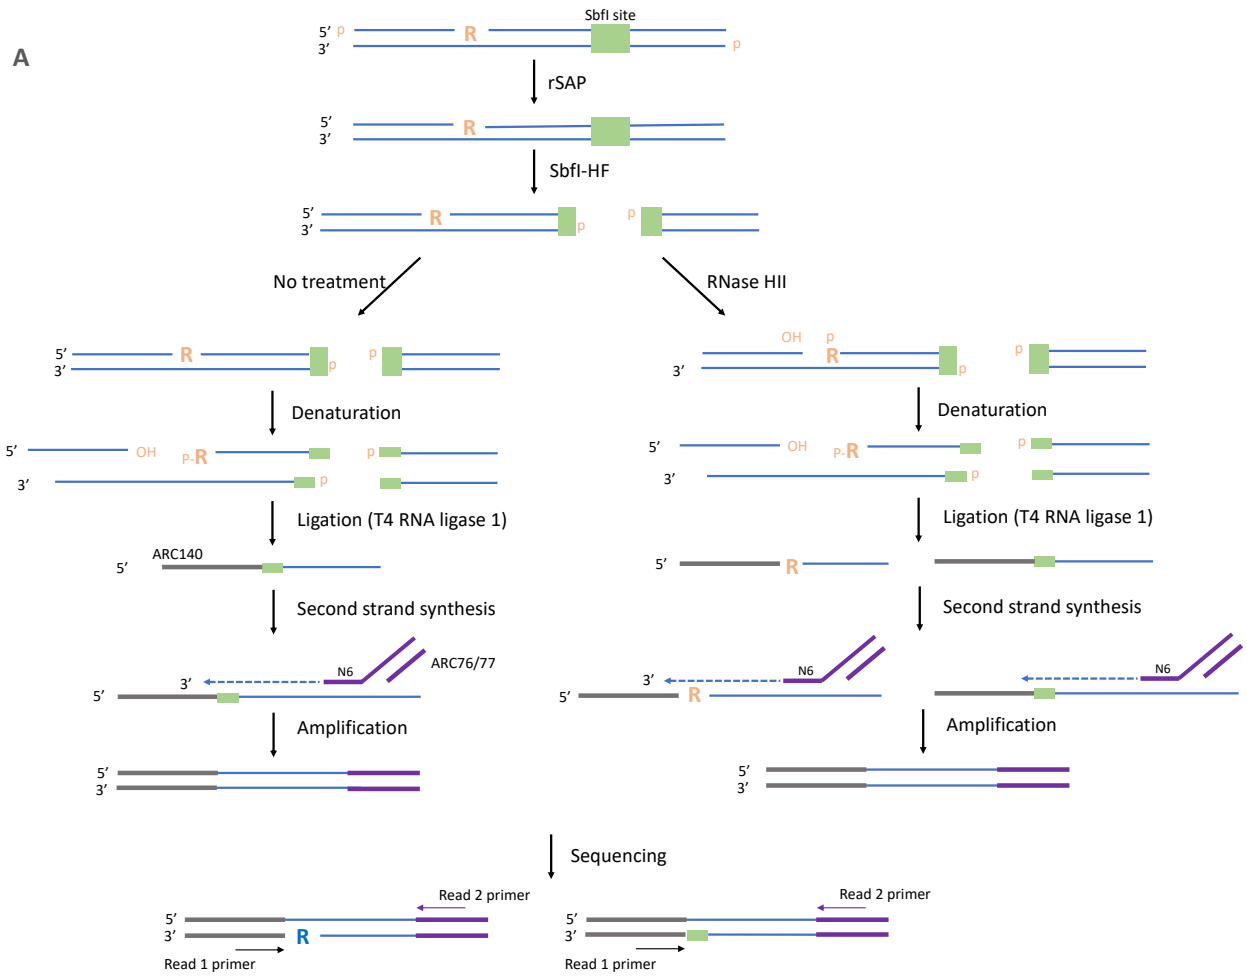 A
SbfI site
5’ p
R
3’
p
rSAP
5’
R
3’
SbfI-HF
5’
R
p
p
3’
No treatment
RNase HII
5’
R
p
p
3’
OH p
R
p
p
3’
Denaturation
Denaturation
5’
OH
P-R
p
3’
p
OH
P-R
p
p
Ligation (T4 RNA ligase 1)
Ligation (T4 RNA ligase 1)
ARC140
5’
5’
R
Second strand synthesis
Second strand synthesis
N6
ARC76/77
3’
5’
N6
3’
5’
R
N6
Amplification
Amplification
5’
3’
5’
3’
Sequencing
Read 2 primer
5’
3’
R
Read 1 primer
Read 2 primer
5’
3’
Read 1 primer